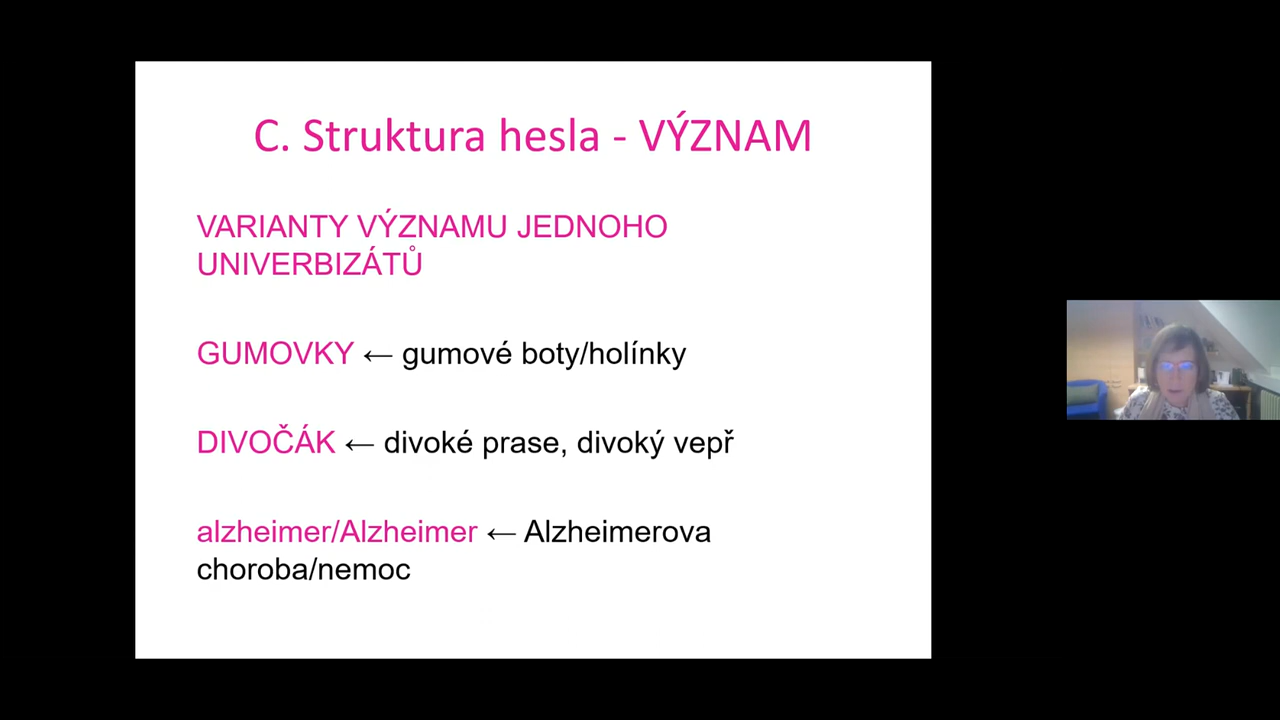 C. Struktura hesla - VÝZNAM
VARIANTY VÝZNAMU JEDNOHO
UNIVERBIZÁTŮ
GUMOVKY ← gumové boty/holínky
DIVOČÁK ← divoké prase, divoký vepř
alzheimer/Alzheimer ← Alzheimerova
choroba/nemoc